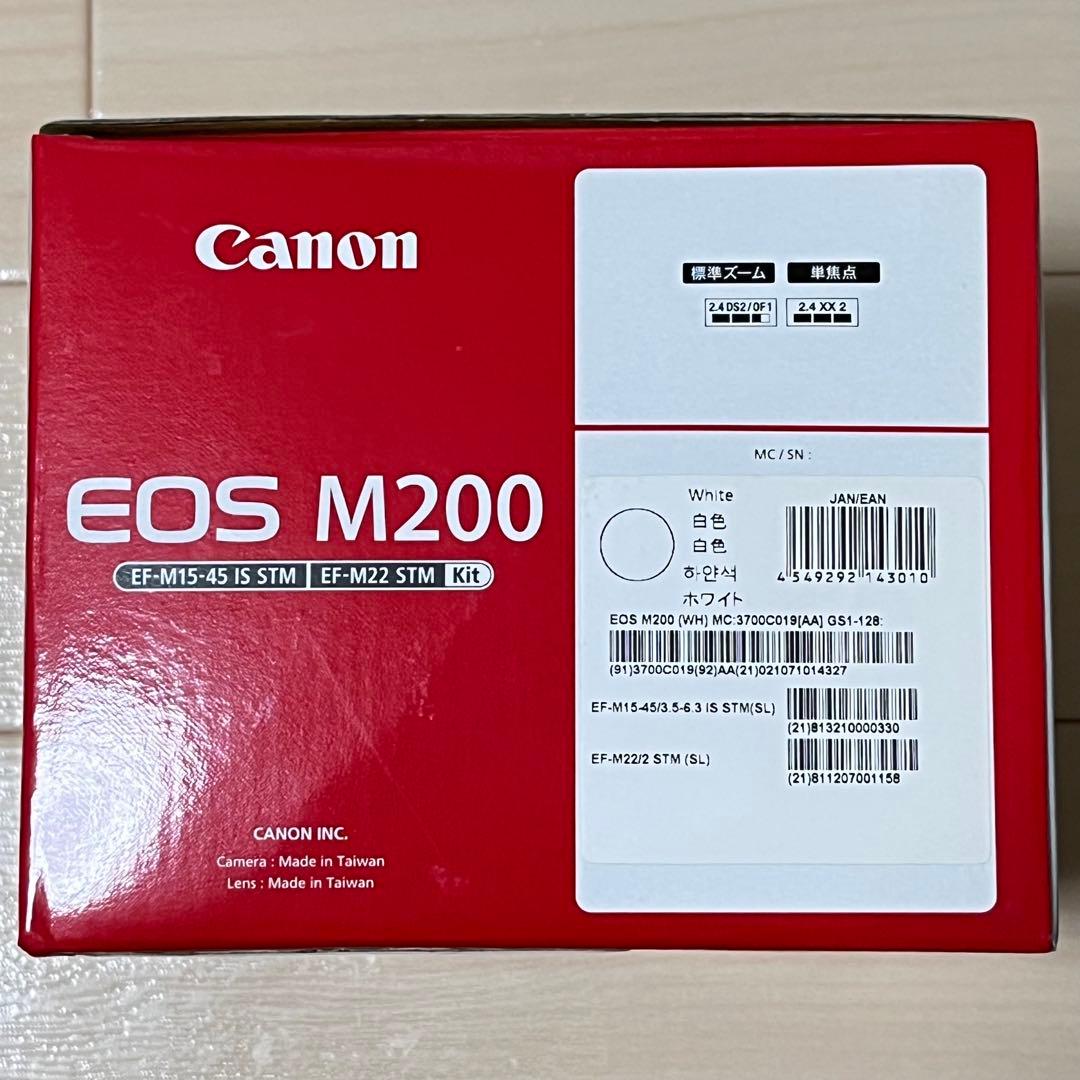 Canon
EOS M200
EF-M15-45 IS STM EF-M22 STM Kit
CANON INC.
Camera : Made in Taiwan
Lens : Made in Taiwan
標準ズーム 単焦点
2.4 DS2/0F1 2.4 XX 2
MC / SN :
White
白色
白色
하얀색
ホワイト
JAN/EAN
4 549292 143010
EOS M200 (WH) MC:3700C019[AA] GS1-128:
(91)3700C019(92)AA(21)021071014327
EF-M15-45/3.5-6.3 IS STM(SL)
(21)813210000330
EF-M22/2 STM (SL)
(21)811207001158